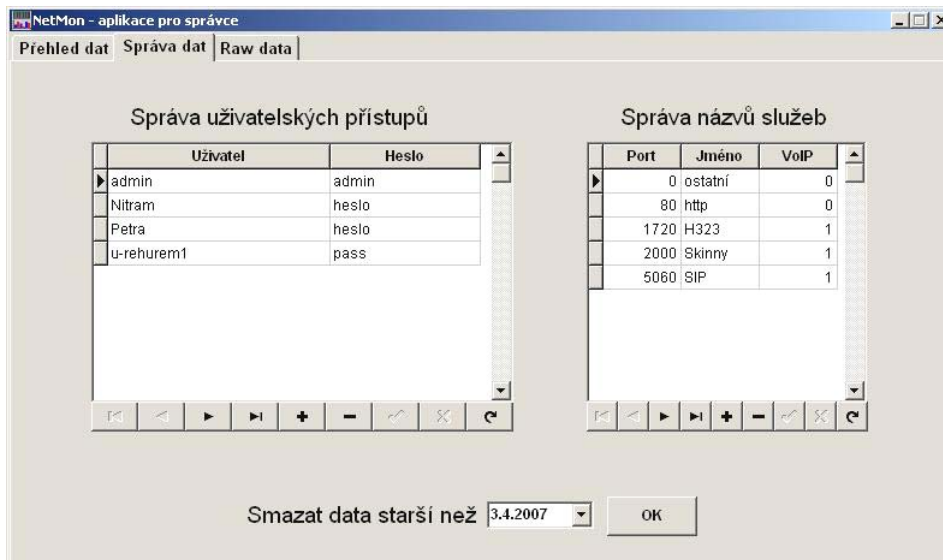 NetMon - aplikace pro správce
Přehled dat Správa dat Raw data
Správa uživatelských přístupů
Uživatel Heslo
admin admin
Nitram heslo
Petra heslo
u-rehurem1 pass
Správa názvů služeb
Port Jméno VoIP
0 ostatní 0
80 http 0
1720 H323 1
2000 Skinny 1
5060 SIP 1
Smazat data starší než 3.4.2007 OK